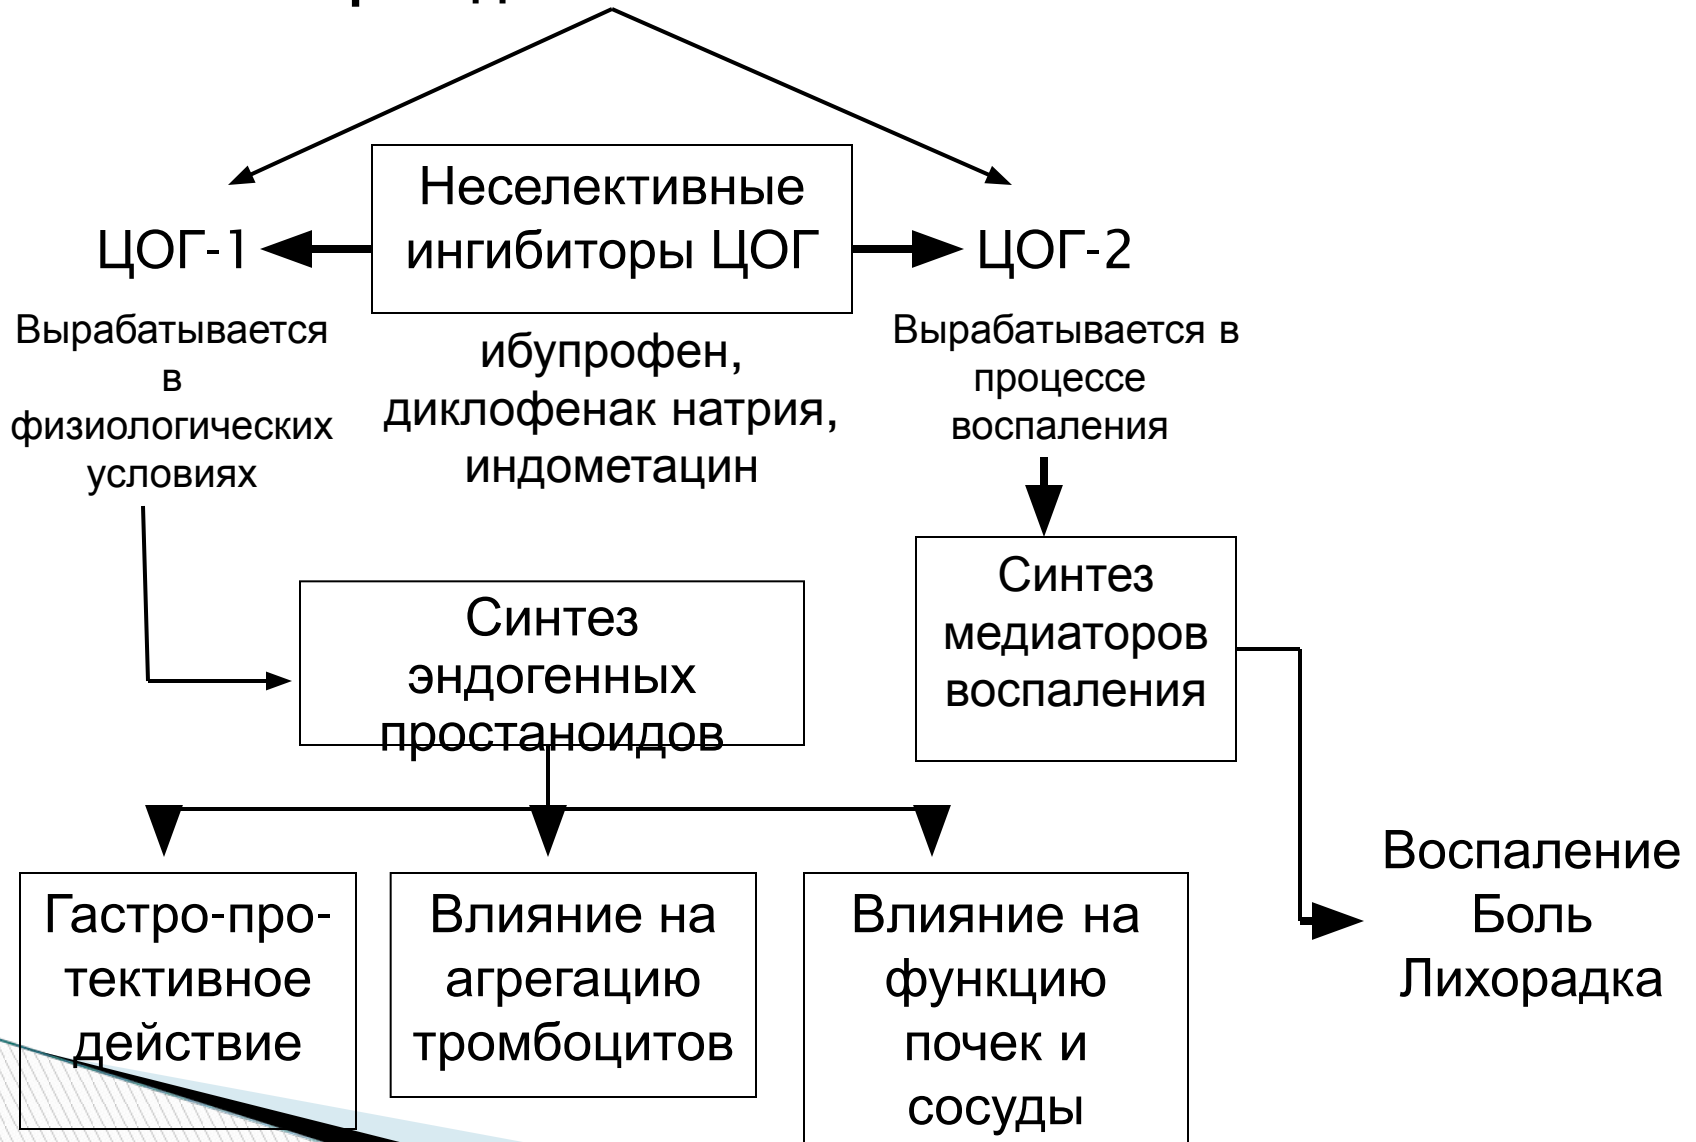 Неселективные
ингибиторы ЦОГ
ЦОГ-1
ЦОГ-2
Вырабатывается
в
физиологических
условиях
ибупрофен,
диклофенак натрия,
индометацин
Вырабатывается в
процессе
воспаления
Синтез
эндогенных
простаноидов
Синтез
медиаторов
воспаления
Гастро-про-
тективное
действие
Влияние на
агрегацию
тромбоцитов
Влияние на
функцию
почек и
сосуды
Воспаление
Боль
Лихорадка